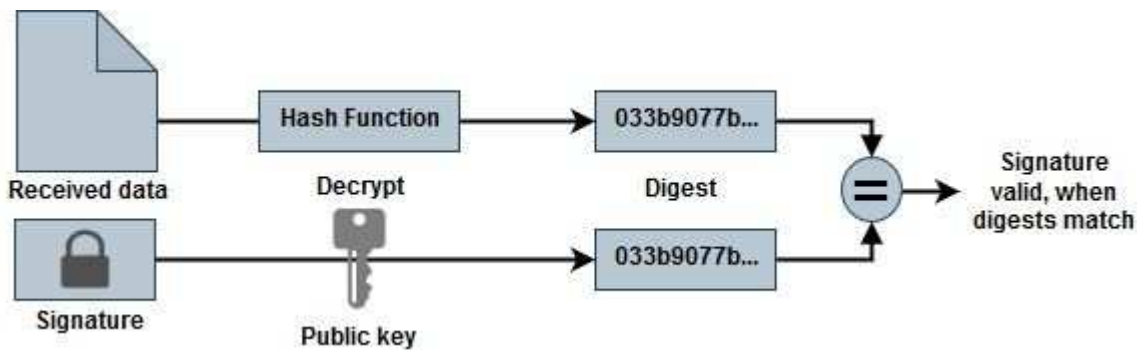 Hash Function
033b9077b...
Received data
Decrypt
Digest
=
Signature
valid, when
digests match
033b9077b...
Signature
Public key